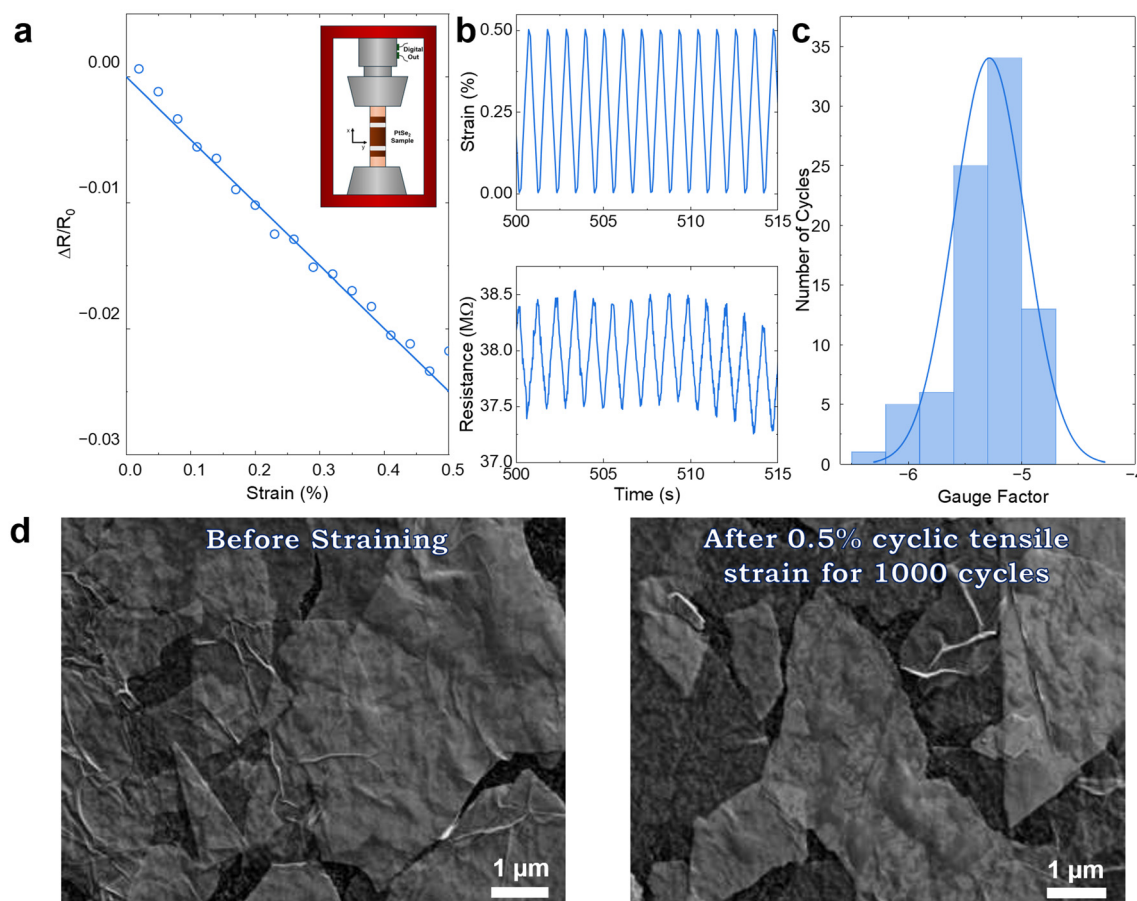 a
0.00
−0.01
−0.02
−0.03
ΔR/R₀
0.0
0.1
0.2
0.3
0.4
0.5
Strain (%)
Digital
Out
PtSe₂
Sample
x
y
b
0.50
0.25
0.00
Strain (%)
500
505
510
515
38.5
38.0
37.5
37.0
Resistance (MΩ)
500
505
510
515
Time (s)
c
35
30
25
20
15
10
5
0
Number of Cycles
−6
−5
−4
Gauge Factor
d
Before Straining
1 µm
After 0.5% cyclic tensile
strain for 1000 cycles
1 µm